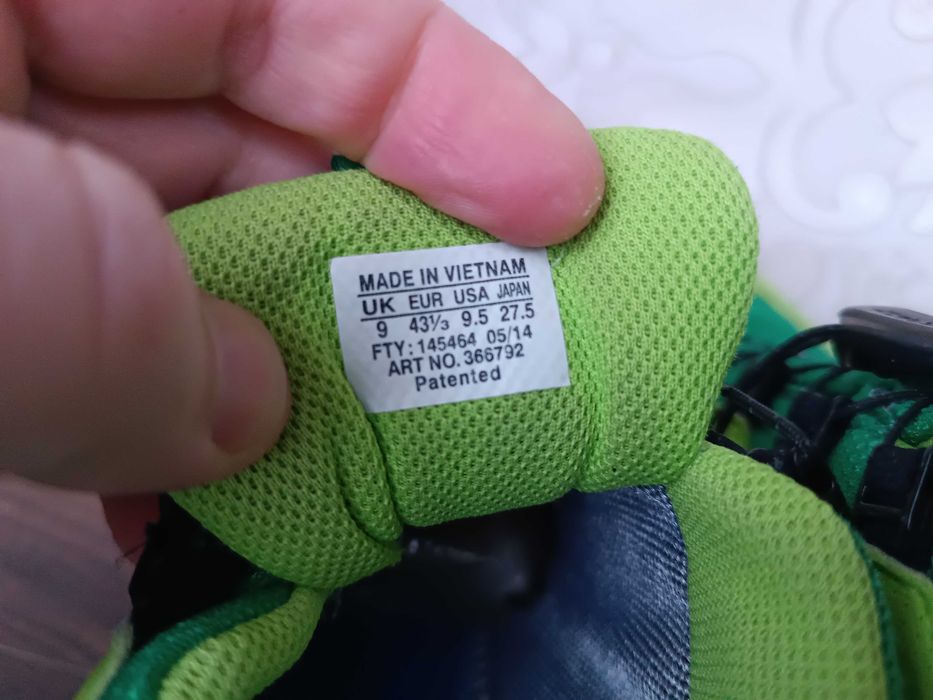 MADE IN VIETNAM
UK EUR USA JAPAN
9 43⅓ 9.5 27.5
FTY: 145464 05/14
ART NO. 366792
Patented